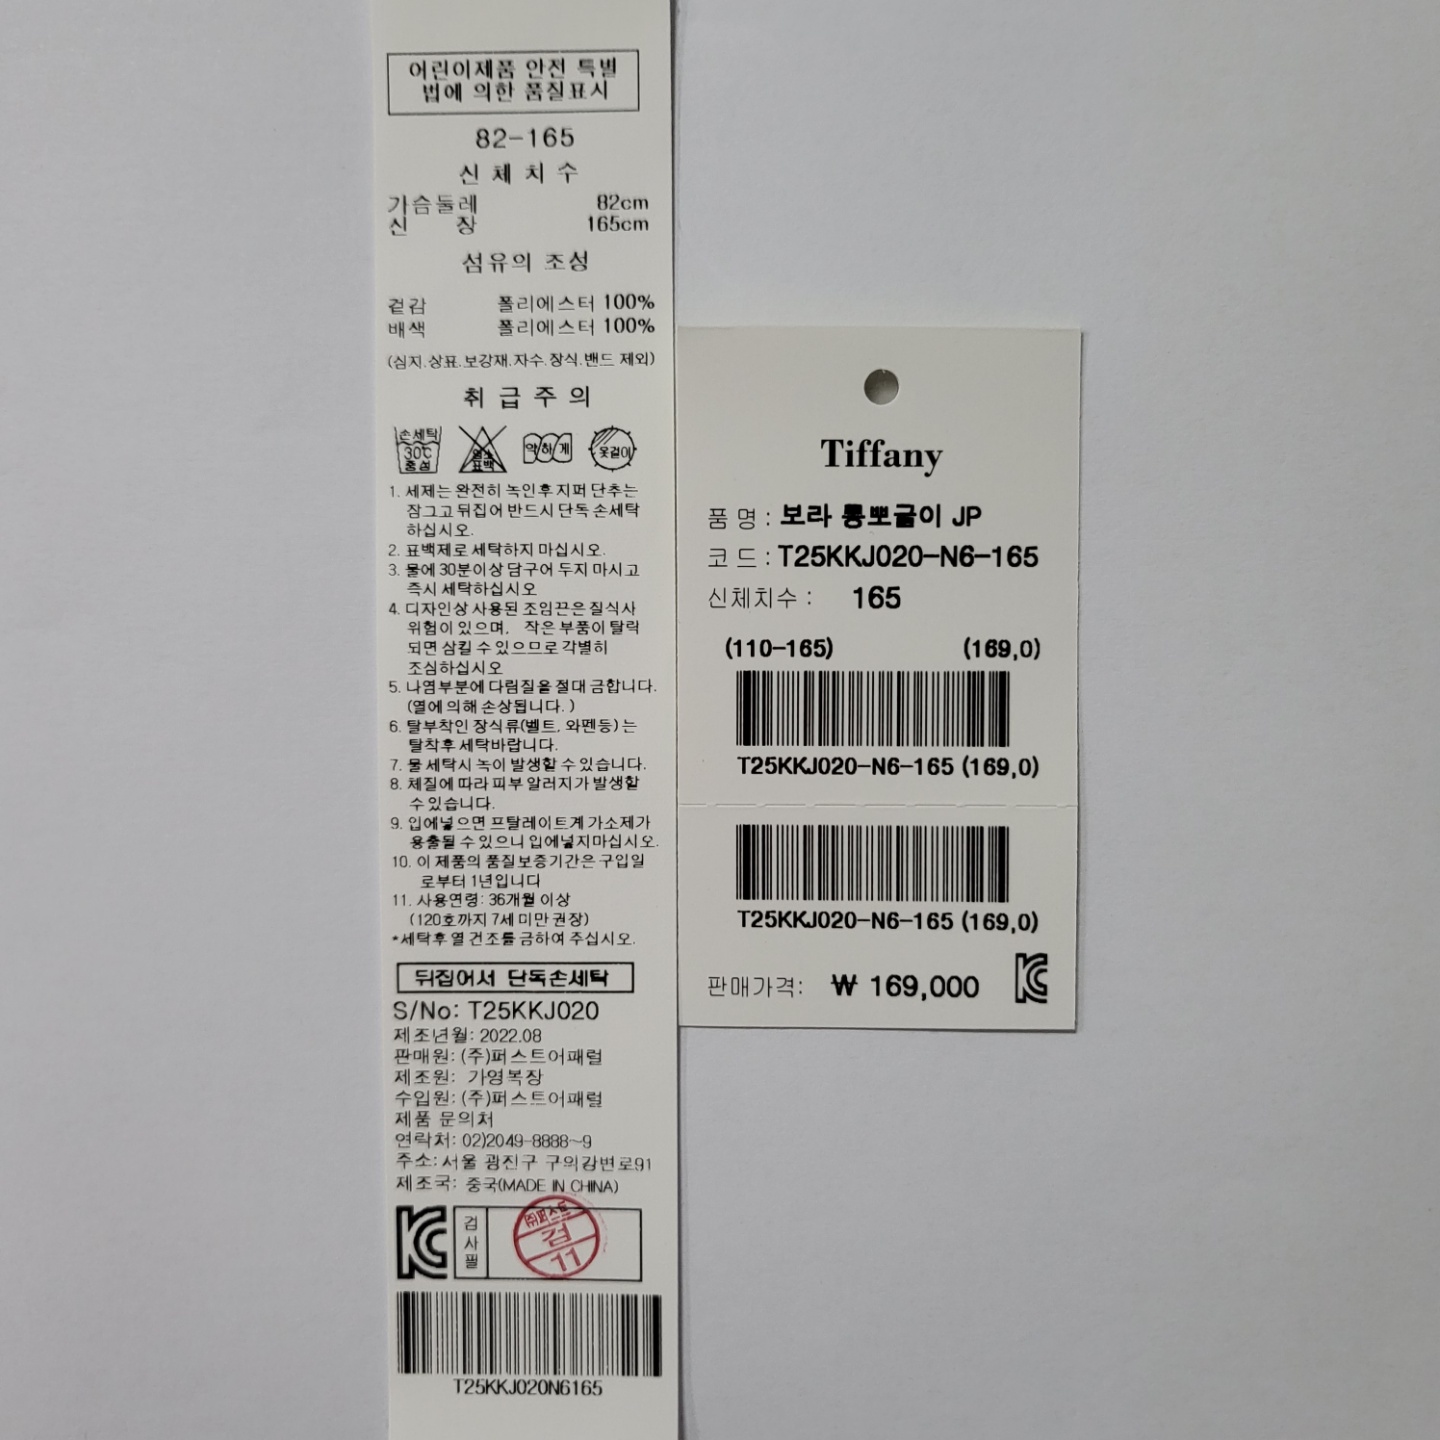 어린이제품 안전 특별
법에 의한 품질표시
82-165
신 체 치 수
가슴둘레 82cm
신 장 165cm
섬유의 조성
겉감 폴리에스터 100%
배색 폴리에스터 100%
(심지.상표.보강재.자수.장식.밴드 제외)
취 급 주 의
손세탁 30℃ 중성
염소 표백
약하게
옷걸이
1. 세제는 완전히 녹인후 지퍼 단추는
잠그고 뒤집어 반드시 단독 손세탁
하십시오.
2. 표백제로 세탁하지 마십시오.
3. 물에 30분이상 담구어 두지 마시고
즉시 세탁하십시오
4. 디자인상 사용된 조임끈은 질식사
위험이 있으며, 작은 부품이 탈락
되면 삼킬 수 있으므로 각별히
조심하십시오
5. 나염부분에 다림질을 절대 금합니다.
(열에 의해 손상됩니다. )
6. 탈부착인 장식류(벨트, 와펜등) 는
탈착후 세탁바랍니다.
7. 물 세탁시 녹이 발생할 수 있습니다.
8. 체질에 따라 피부 알러지가 발생할
수 있습니다.
9. 입에넣으면 프탈레이트계 가소제가
용출될 수 있으니 입에넣지마십시오.
10. 이 제품의 품질보증기간은 구입일
로부터 1년입니다
11. 사용연령: 36개월 이상
(120호까지 7세 미만 권장)
*세탁후 열 건조를 금하여 주십시오.
뒤집어서 단독손세탁
S/No: T25KKJ020
제조년월: 2022.08
판매원: (주)퍼스트어패럴
제조원: 가영복장
수입원: (주)퍼스트어패럴
제품 문의처
연락처: 02)2049-8888~9
주소: 서울 광진구 구의강변로91
제조국: 중국(MADE IN CHINA)
KC
검사필
㈜퍼스트
검
11
T25KKJ020N6165
Tiffany
품 명 : 보라 롱뽀글이 JP
코 드 : T25KKJ020-N6-165
신체치수 : 165
(110-165) (169,0)
T25KKJ020-N6-165 (169,0)
T25KKJ020-N6-165 (169,0)
판매가격: ₩ 169,000
KC